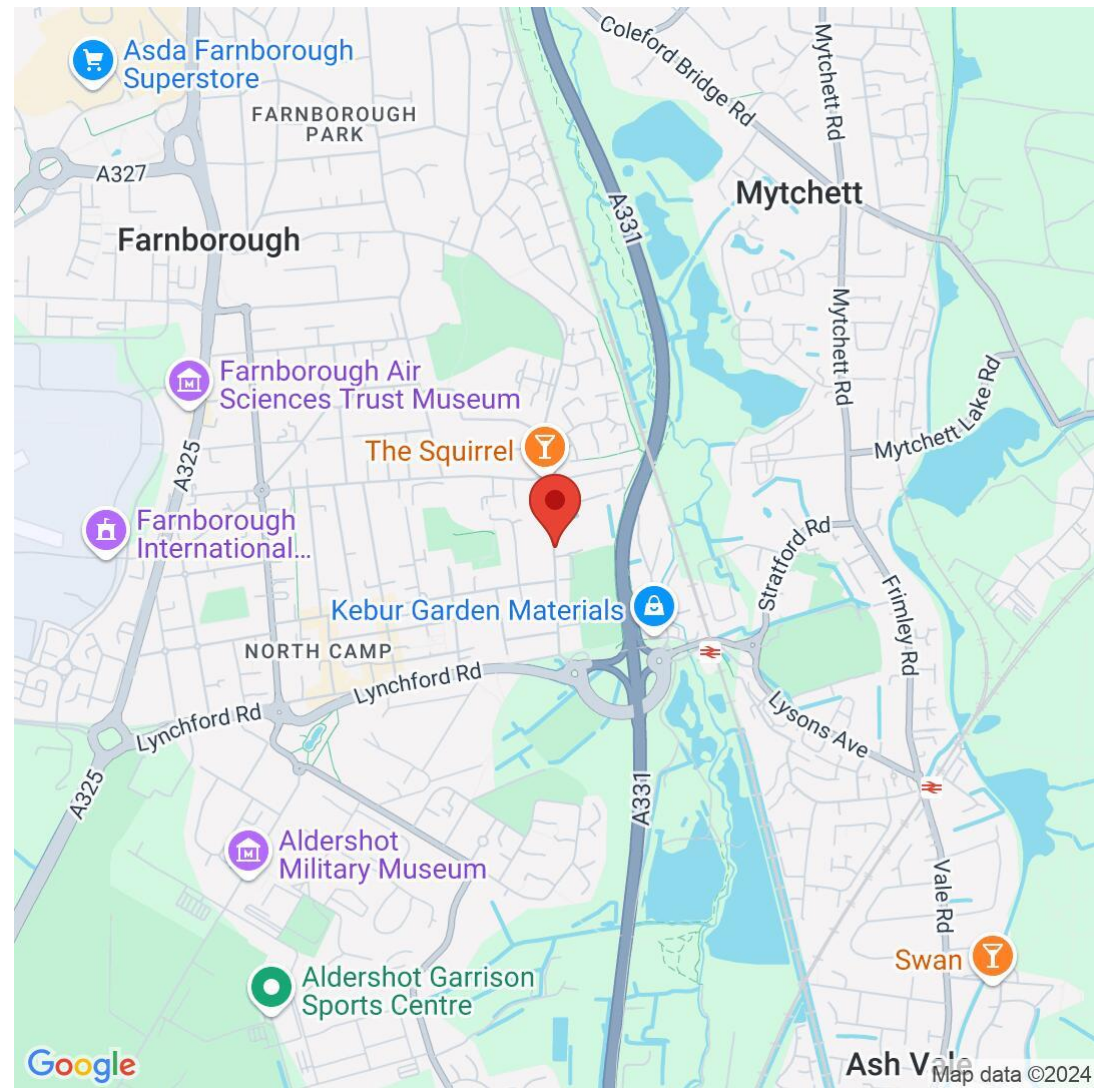 Coleford Bridge Rd
Mytchett Rd
Asda Farnborough
Superstore
FARNBOROUGH
PARK
A327
Mytchett
A331
Farnborough
Mytchett Rd
Farnborough Air
Sciences Trust Museum
Mytchett Lake Rd
The Squirrel
A325
Farnborough
International...
Stratford Rd
Kebur Garden Materials
Frimley Rd
NORTH CAMP
Lynchford Rd
Lynchford Rd
Lysons Ave
A325
A331
Aldershot
Military Museum
Vale Rd
Swan
Aldershot Garrison
Sports Centre
Google
Ash Vale
Map data ©2024